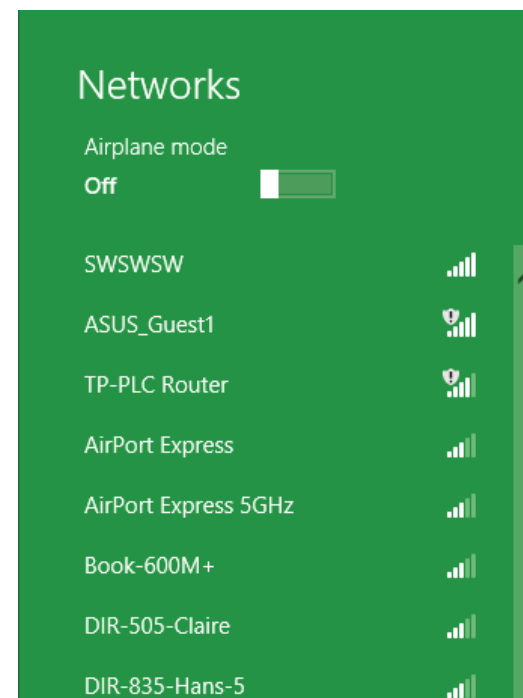 Networks
Airplane mode
Off
SWSWSW
ASUS_Guest1
TP-PLC Router
AirPort Express
AirPort Express 5GHz
Book-600M+
DIR-505-Claire
DIR-835-Hans-5